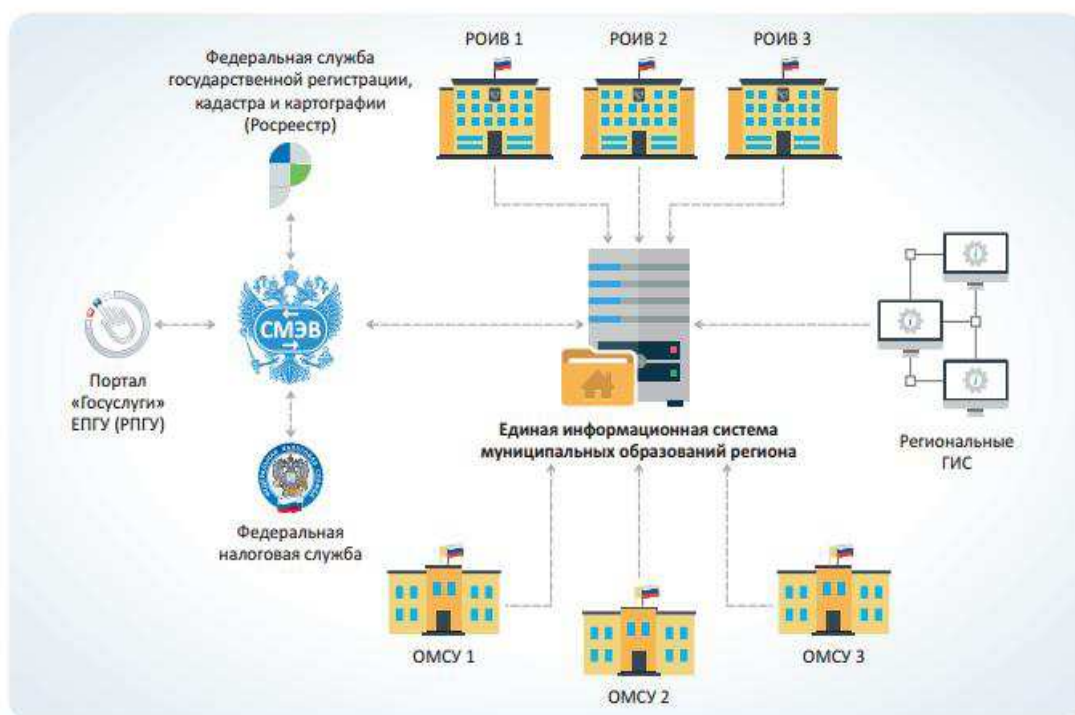 РОИВ 1
РОИВ 2
РОИВ 3
Федеральная служба
государственной регистрации,
кадастра и картографии
(Росреестр)
СМЭВ
Портал
«Госуслуги»
ЕПГУ (РПГУ)
Единая информационная система
муниципальных образований региона
Региональные
ГИС
Федеральная
налоговая служба
ОМСУ 1
ОМСУ 2
ОМСУ 3